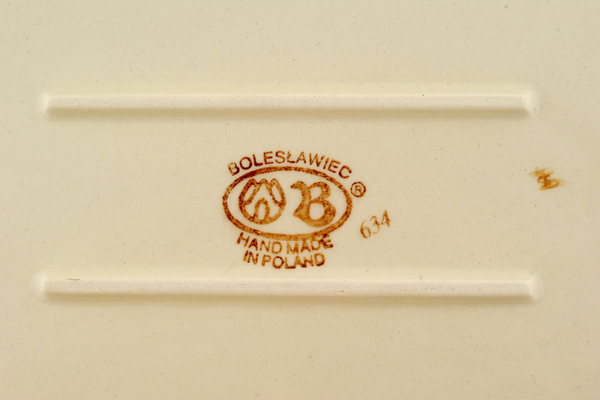 BOLESŁAWIEC
B ®
634
HAND MADE
IN POLAND